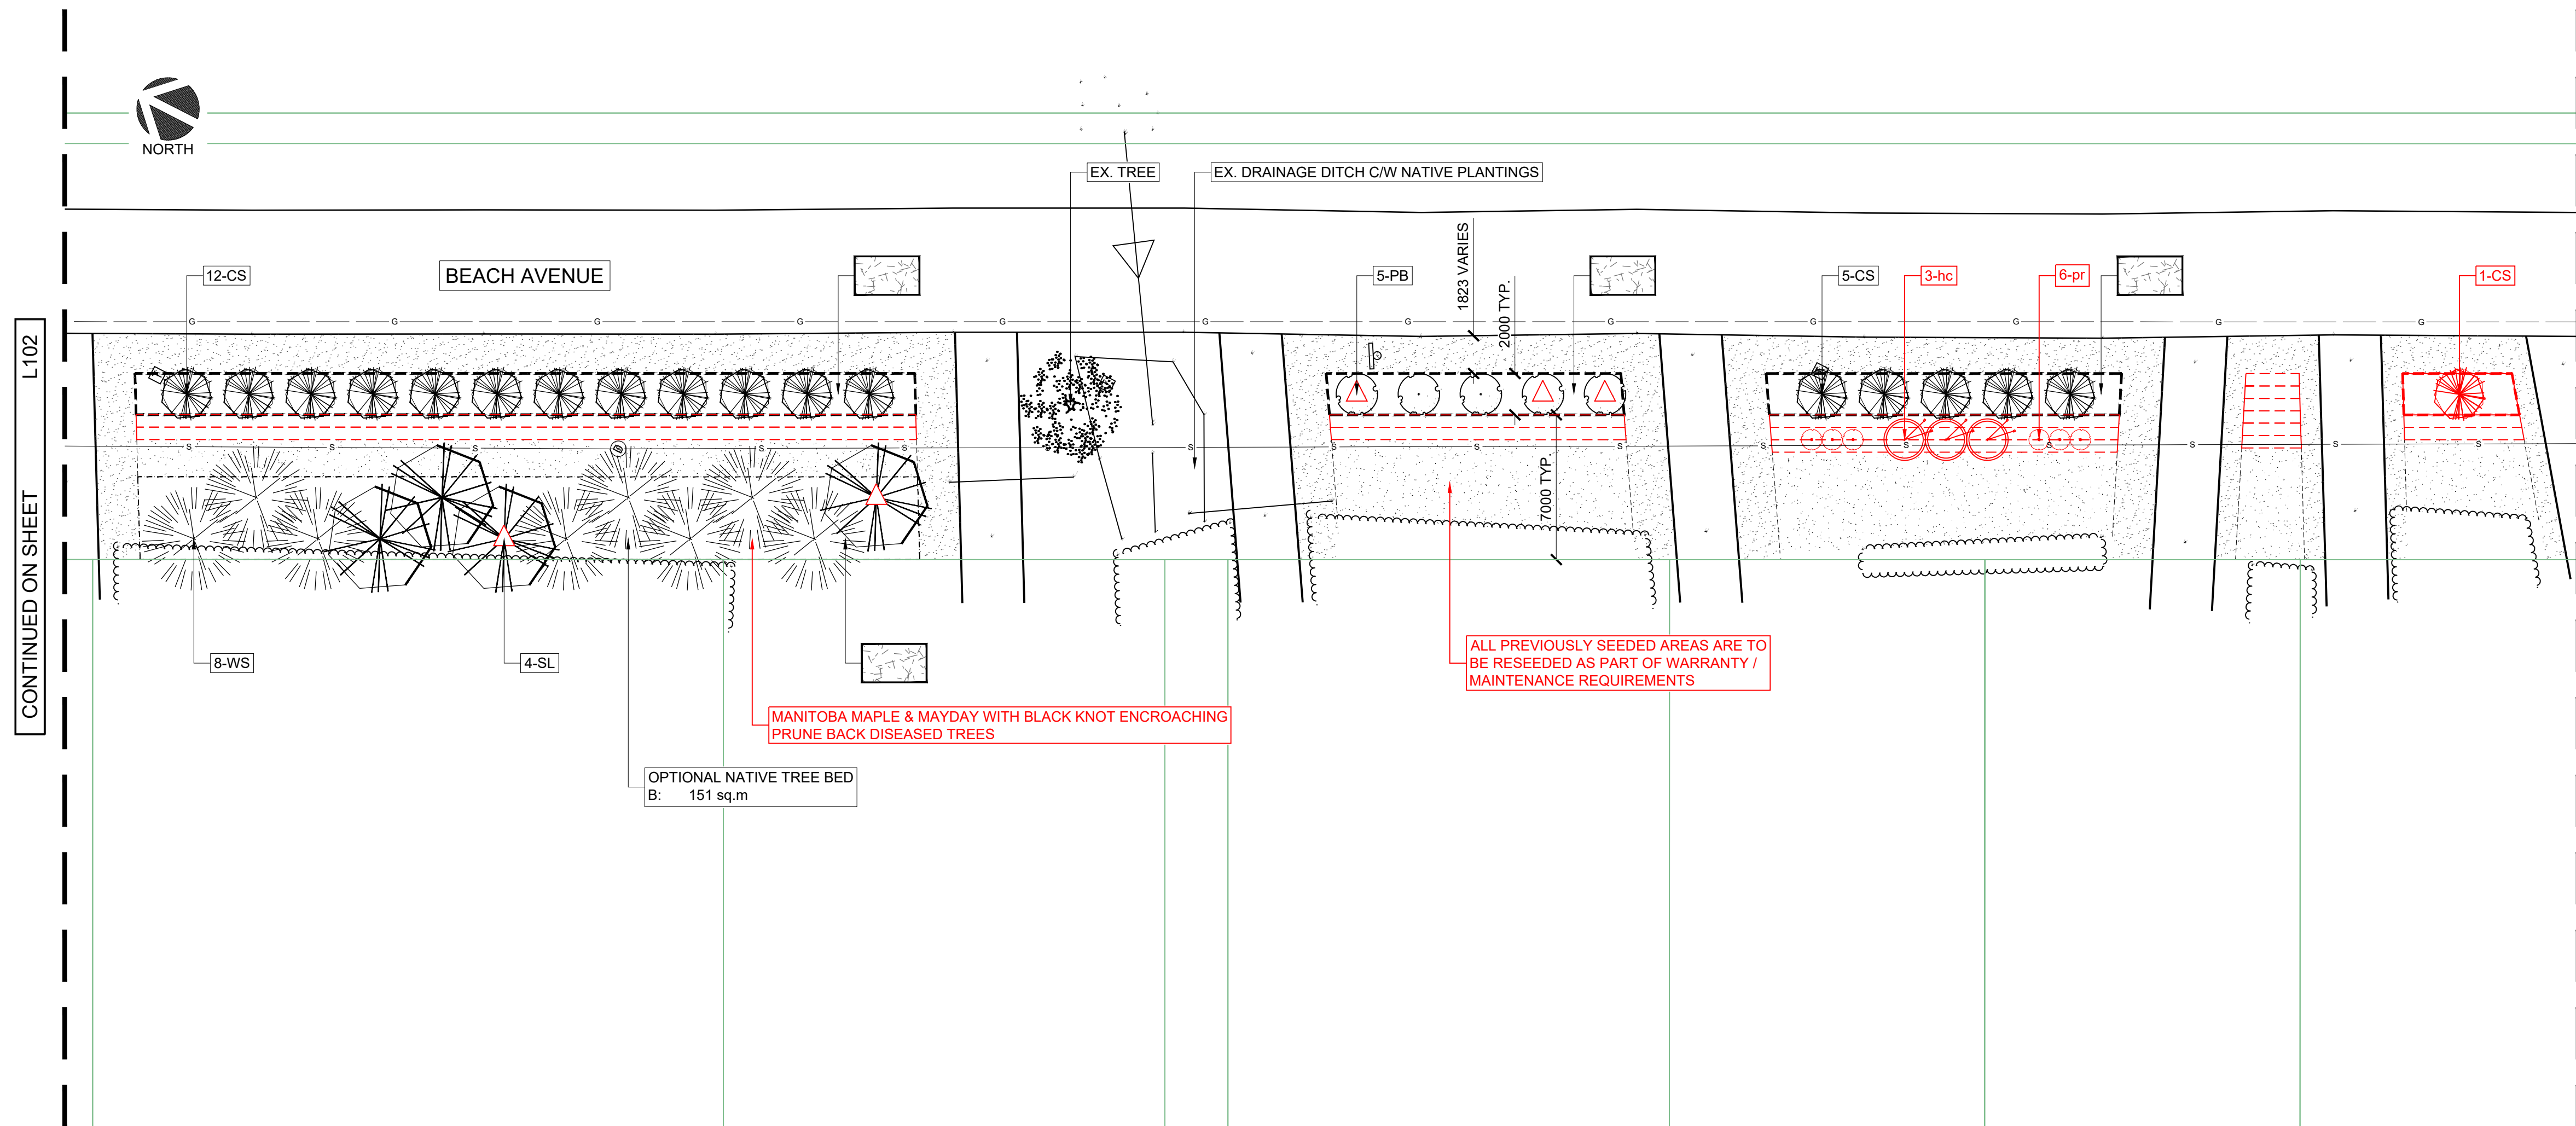 NORTH
EX. TREE
EX. DRAINAGE DITCH C/W NATIVE PLANTINGS
12-CS
BEACH AVENUE
5-PB
1823 VARIES
2000 TYP.
5-CS
3-hc
6-pr
1-CS
G G G G G G G G G G G G
CONTINUED ON SHEET L102
S S S S S S S S S S S S S S S S S
D
7000 TYP
8-WS
4-SL
ALL PREVIOUSLY SEEDED AREAS ARE TO
BE RESEEDED AS PART OF WARRANTY /
MAINTENANCE REQUIREMENTS
MANITOBA MAPLE & MAYDAY WITH BLACK KNOT ENCROACHING
PRUNE BACK DISEASED TREES
OPTIONAL NATIVE TREE BED
B: 151 sq.m